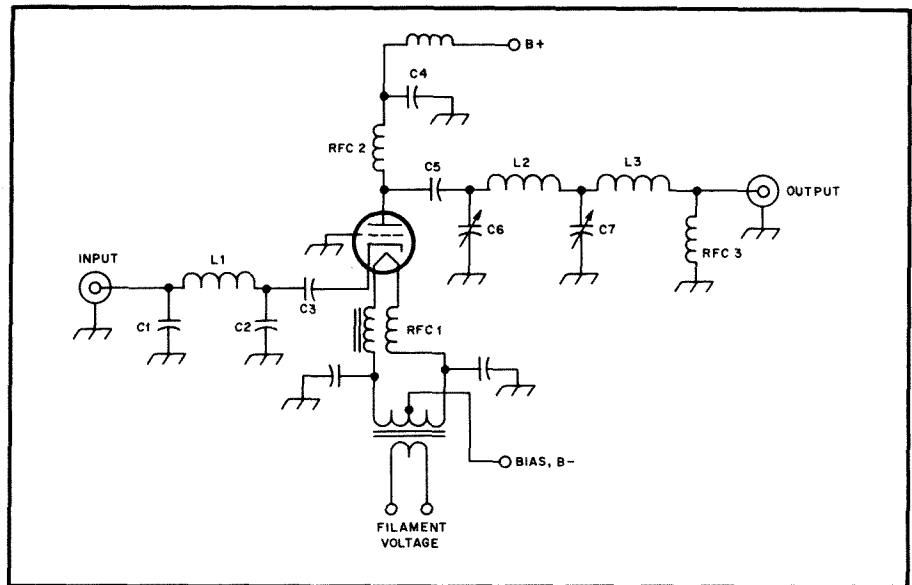 B+
C4
RFC 2
C5
L2
L3
OUTPUT
C6
C7
RFC 3
INPUT
L1
C1
C2
C3
RFC 1
BIAS, B-
FILAMENT
VOLTAGE